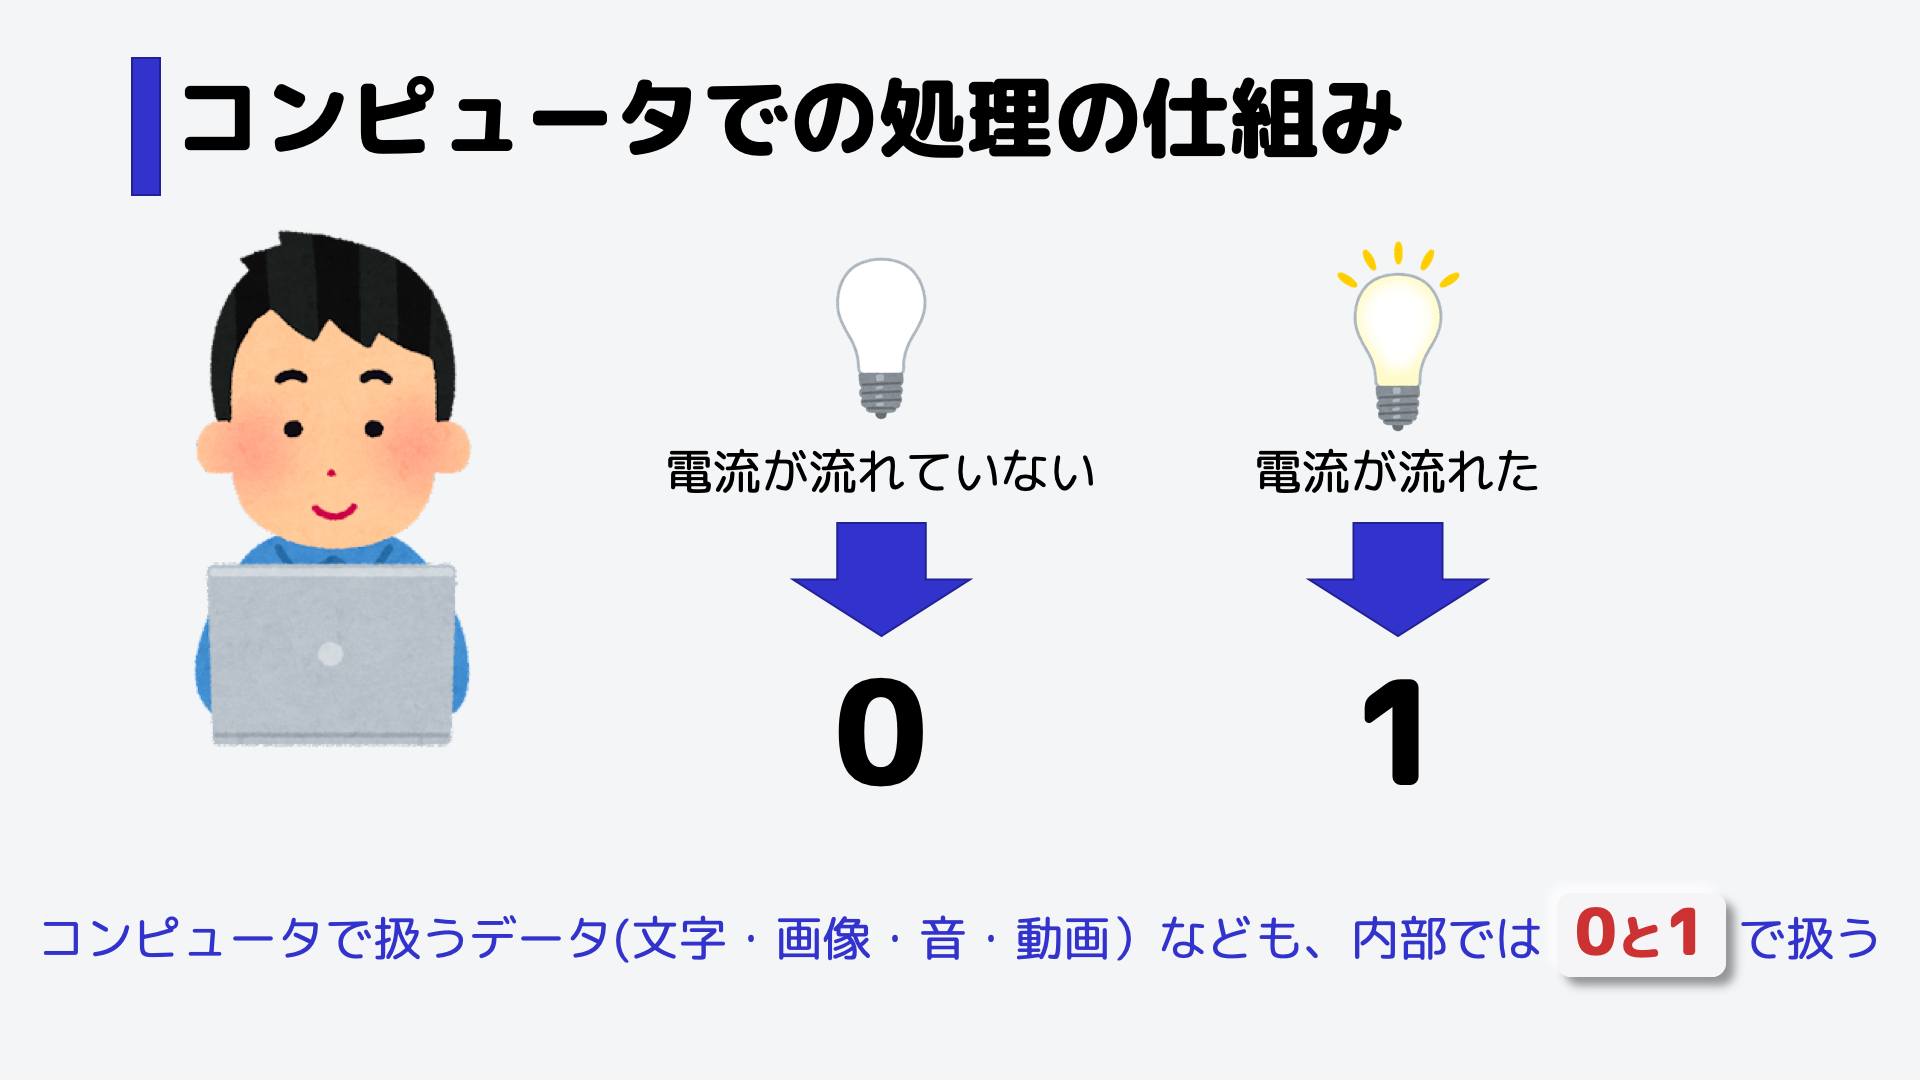 コンピュータでの処理の仕組み
電流が流れていない
電流が流れた
0
1
コンピュータで扱うデータ(文字・画像・音・動画）なども、内部では 0と1 で扱う